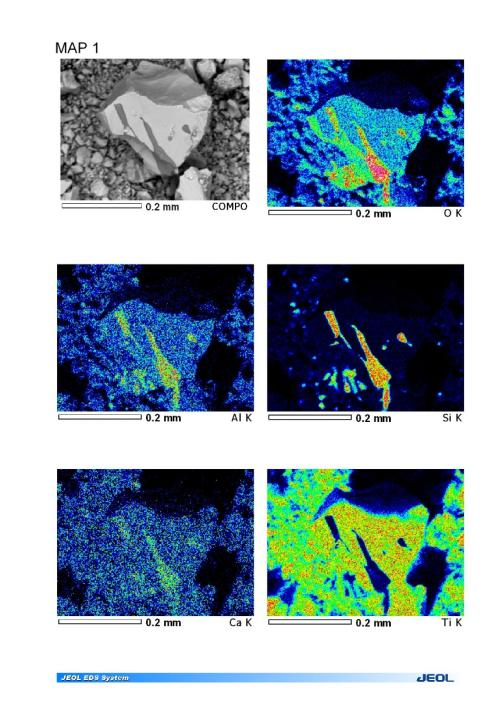 MAP 1
0.2 mm COMPO
0.2 mm O K
0.2 mm Al K
0.2 mm Si K
0.2 mm Ca K
0.2 mm Ti K
JEOL EDS System JEOL